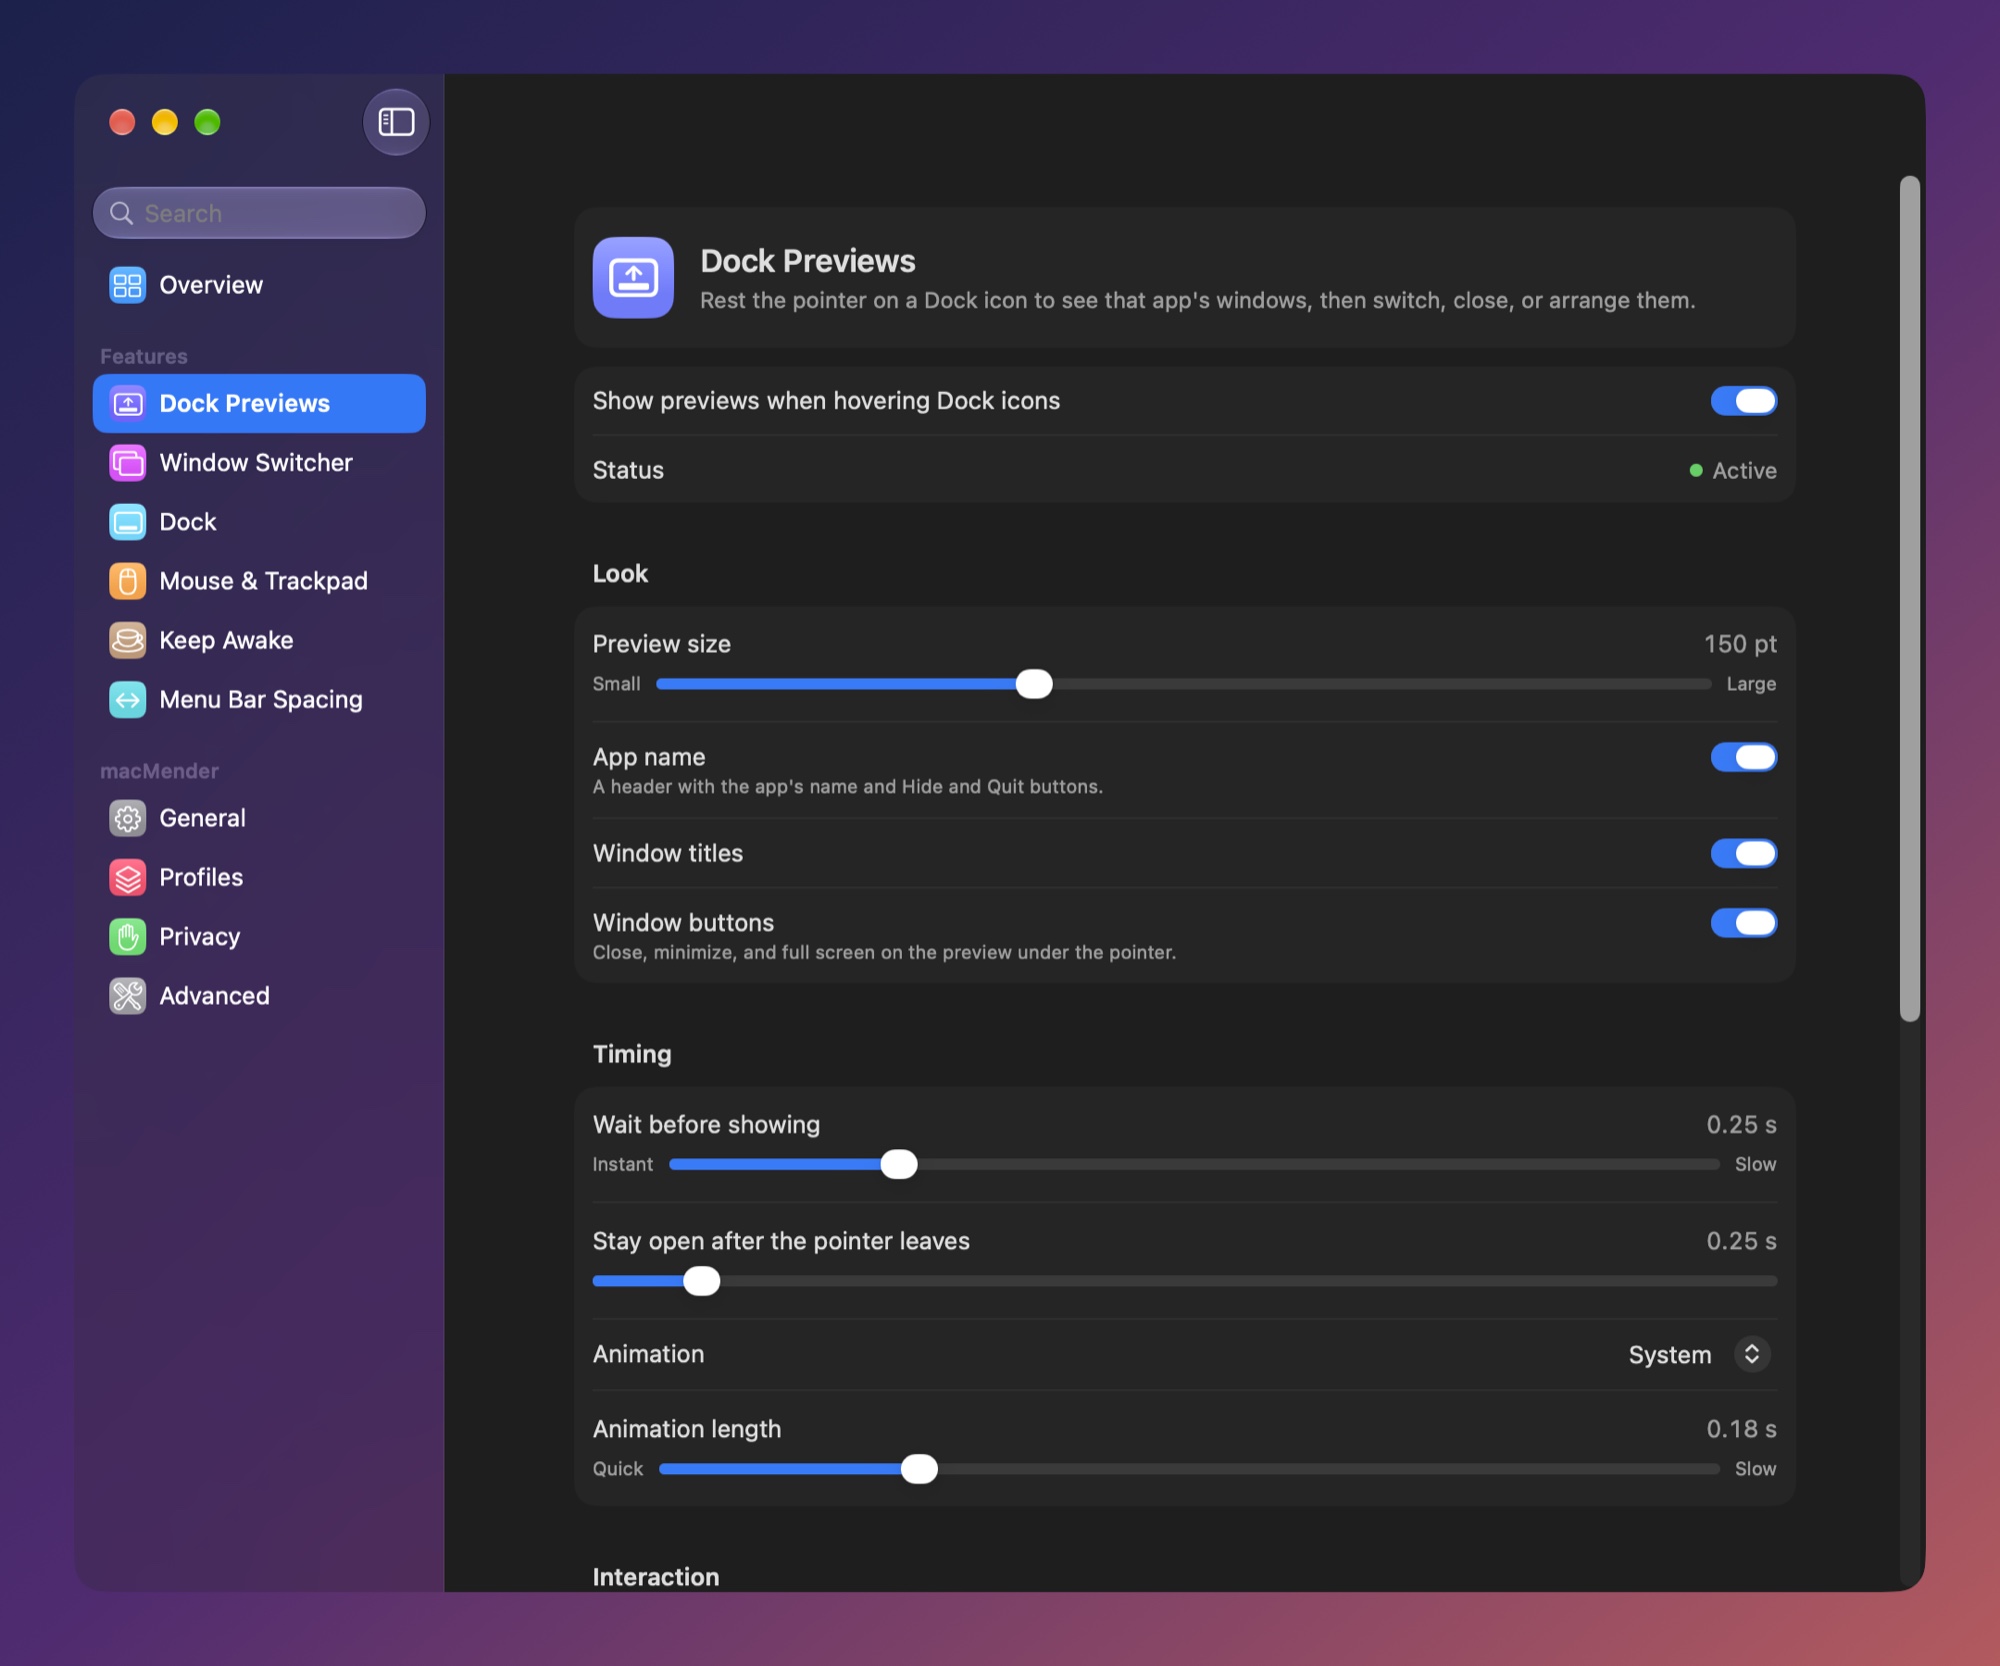 Search
Overview
Features
Dock Previews
Window Switcher
Dock
Mouse & Trackpad
Keep Awake
Menu Bar Spacing
macMender
General
Profiles
Privacy
Advanced
Dock Previews
Rest the pointer on a Dock icon to see that app's windows, then switch, close, or arrange them.
Show previews when hovering Dock icons
Status Active
Look
Preview size 150 pt
Small Large
App name
A header with the app's name and Hide and Quit buttons.
Window titles
Window buttons
Close, minimize, and full screen on the preview under the pointer.
Timing
Wait before showing 0.25 s
Instant Slow
Stay open after the pointer leaves 0.25 s
Animation System
Animation length 0.18 s
Quick Slow
Interaction